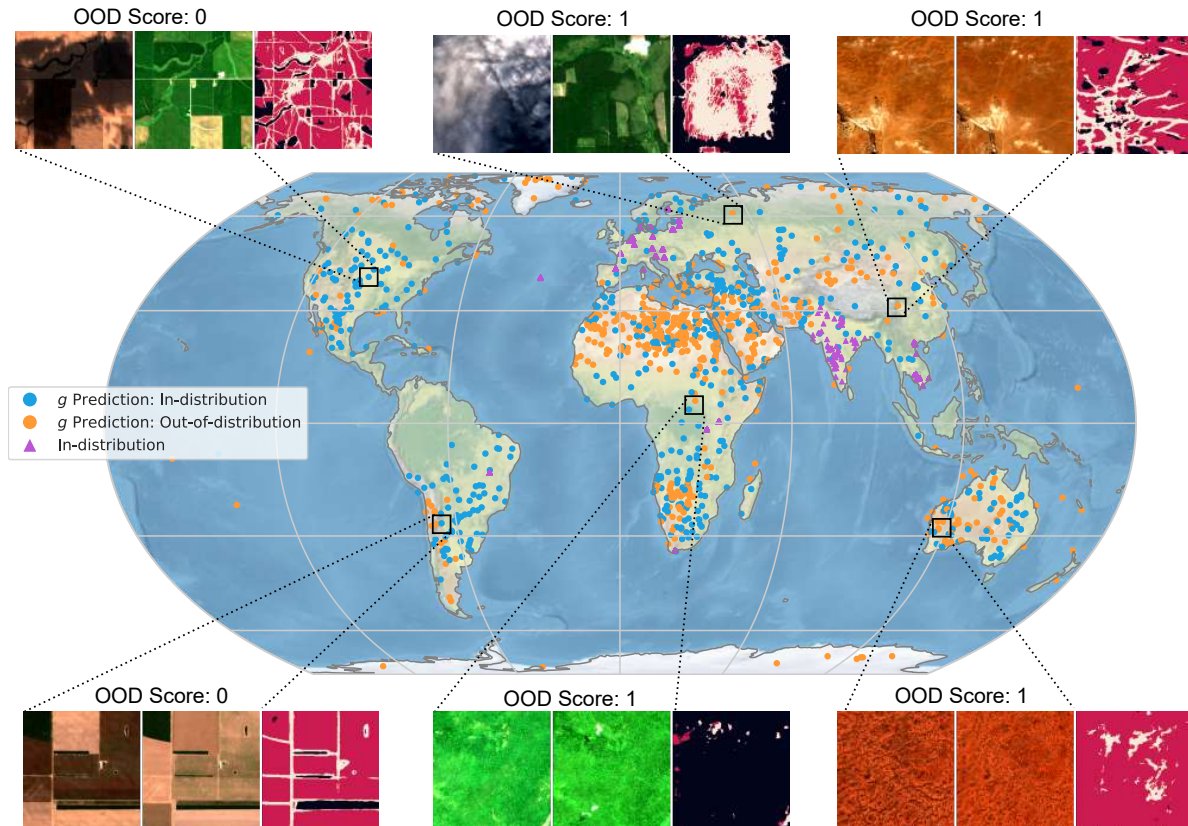 OOD Score: 0
OOD Score: 1
OOD Score: 1
g Prediction: In-distribution
g Prediction: Out-of-distribution
In-distribution
OOD Score: 0
OOD Score: 1
OOD Score: 1